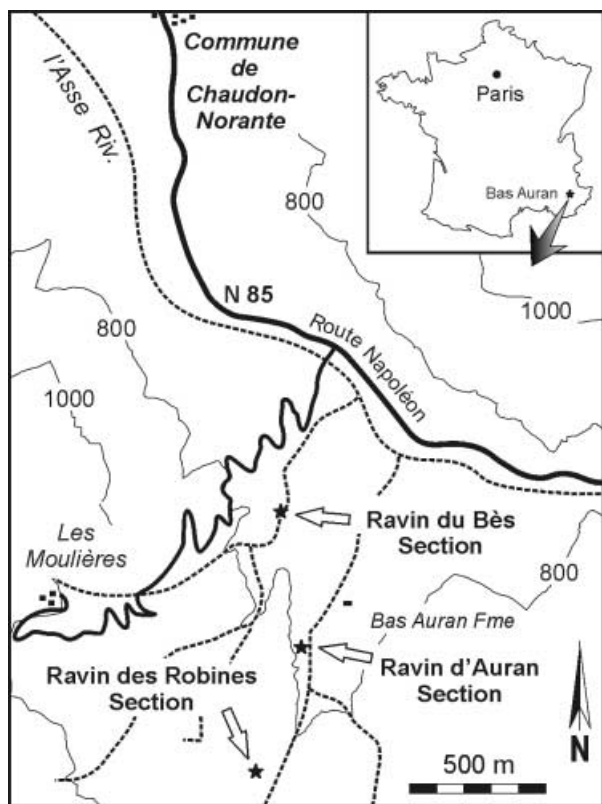 Commune
de
Chaudon-
Norante
l'Asse Riv.
Paris
Bas Auran
800
1000
N 85
Route Napoléon
800
1000
Les
Moulières
Ravin du Bès
Section
800
Bas Auran Fme
Ravin des Robines
Section
Ravin d'Auran
Section
N
500 m